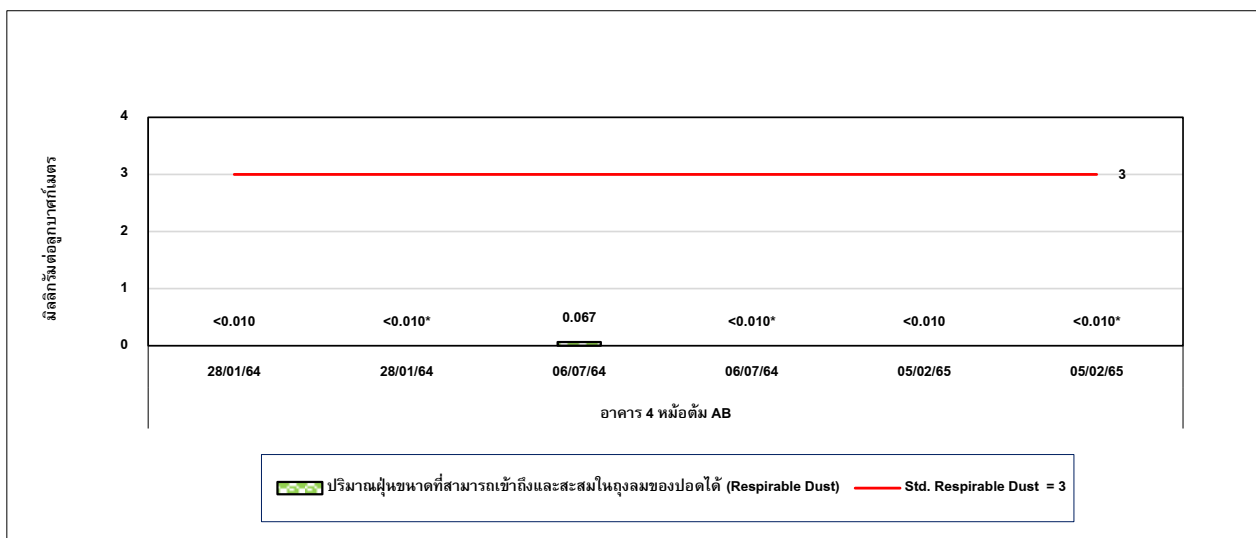 มิลลิกรัมต่อลูกบาศก์เมตร
4
3
2
1
0
3
<0.010 <0.010* 0.067 <0.010* <0.010 <0.010*
28/01/64 28/01/64 06/07/64 06/07/64 05/02/65 05/02/65
อาคาร 4 หม้อต้ม AB
ปริมาณฝุ่นขนาดที่สามารถเข้าถึงและสะสมในถุงลมของปอดได้ (Respirable Dust) Std. Respirable Dust = 3